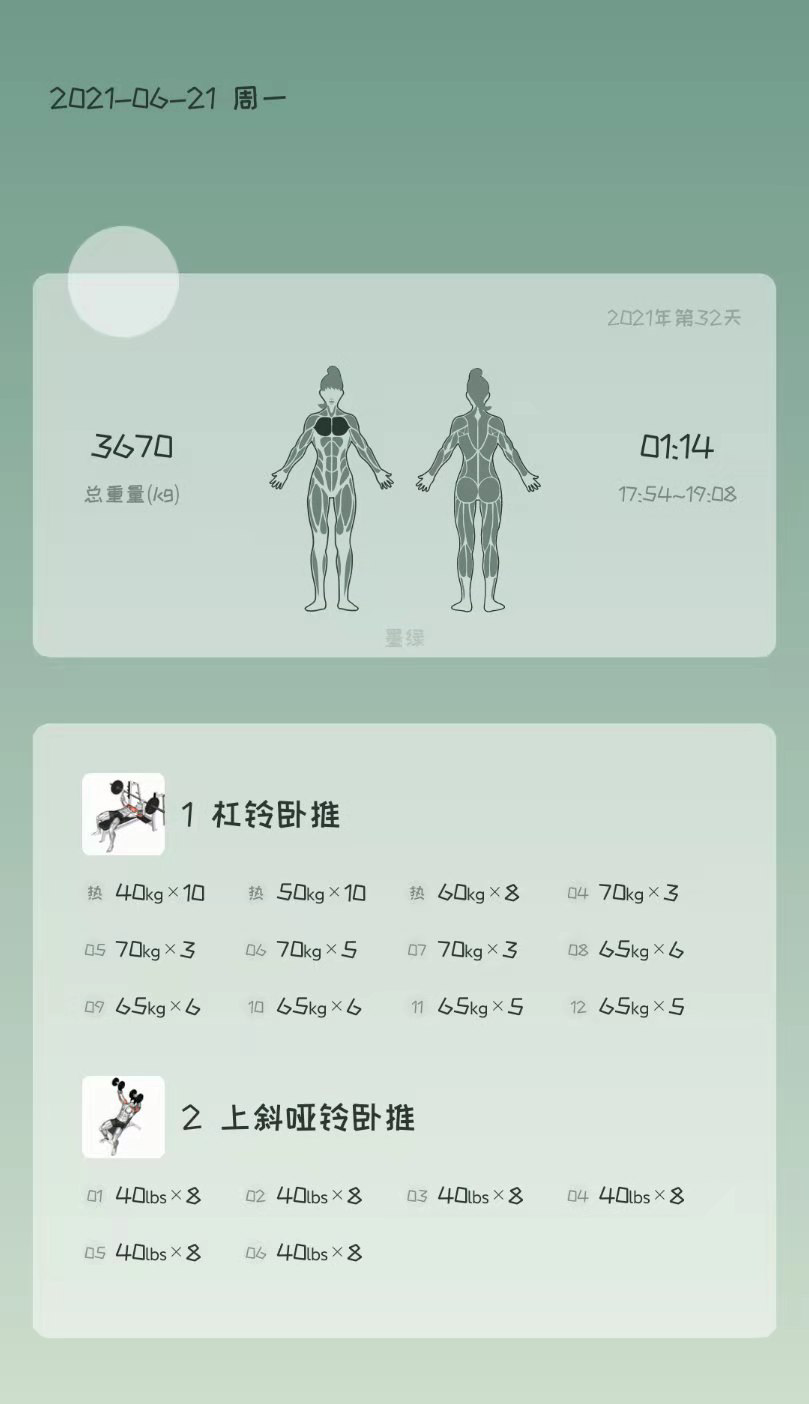 2021-06-21 周一
2021年第32天
3670
01:14
总重量(kg)
17:54~19:08
墨绿
1 杠铃卧推
热 40kg×10 热 50kg×10 热 60kg×8 04 70kg×3
05 70kg×3 06 70kg×5 07 70kg×3 08 65kg×6
09 65kg×6 10 65kg×6 11 65kg×5 12 65kg×5
2 上斜哑铃卧推
01 40lbs×8 02 40lbs×8 03 40lbs×8 04 40lbs×8
05 40lbs×8 06 40lbs×8